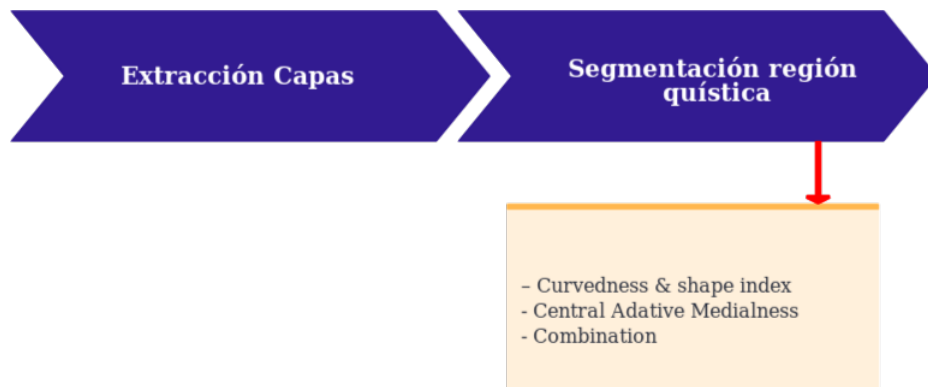 Extracción Capas
Segmentación región
quística
– Curvedness & shape index
- Central Adative Medialness
- Combination